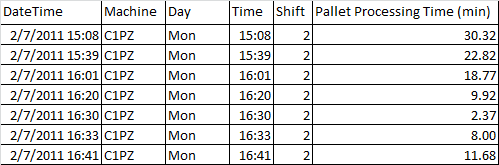 DateTime Machine Day Time Shift Pallet Processing Time (min)
2/7/2011 15:08 C1PZ Mon 15:08 2 30.32
2/7/2011 15:39 C1PZ Mon 15:39 2 22.82
2/7/2011 16:01 C1PZ Mon 16:01 2 18.77
2/7/2011 16:20 C1PZ Mon 16:20 2 9.92
2/7/2011 16:30 C1PZ Mon 16:30 2 2.37
2/7/2011 16:33 C1PZ Mon 16:33 2 8.00
2/7/2011 16:41 C1PZ Mon 16:41 2 11.68